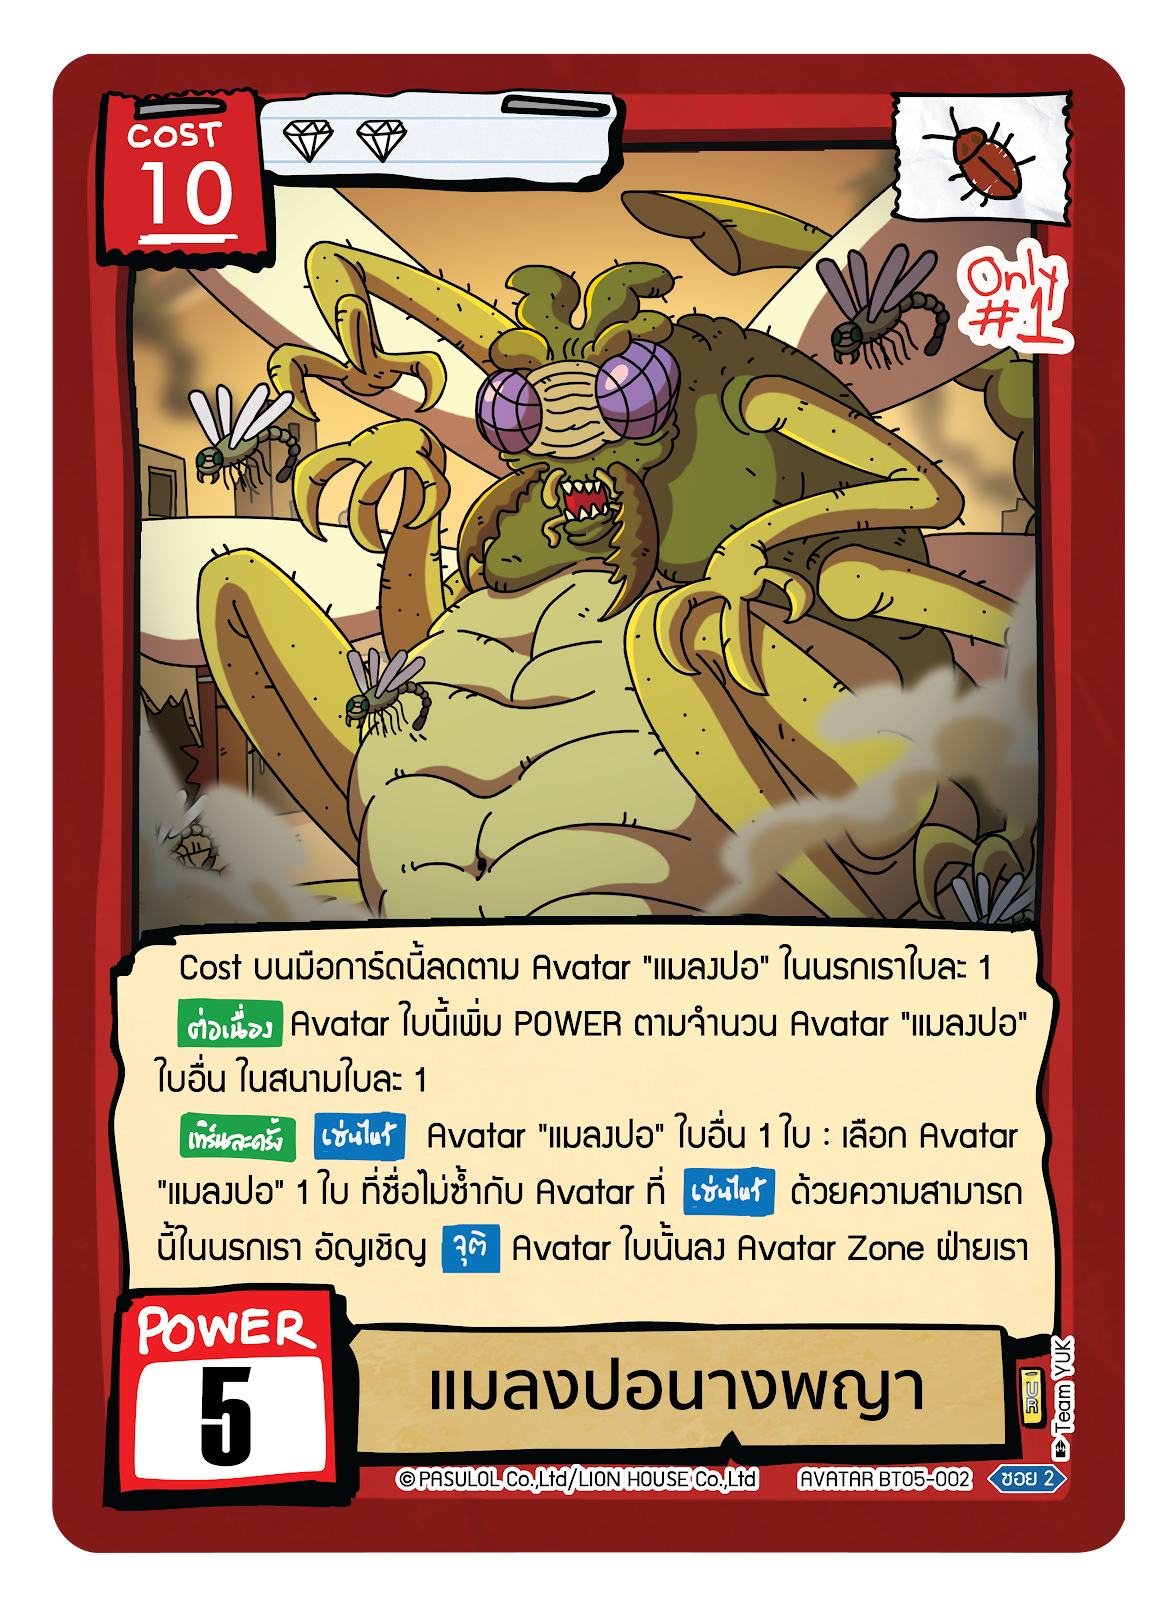 COST
10
Only
#1
Cost บนมือการ์ดนี้ลดตาม Avatar "แมลงปอ" ในนรกเราใบละ 1
ต่อเนื่อง Avatar ใบนี้เพิ่ม POWER ตามจำนวน Avatar "แมลงปอ"
ใบอื่น ในสนามใบละ 1
เทิร์นละครั้ง เซ่นไหว้ Avatar "แมลงปอ" ใบอื่น 1 ใบ : เลือก Avatar
"แมลงปอ" 1 ใบ ที่ชื่อไม่ซ้ำกับ Avatar ที่ เซ่นไหว้ ด้วยความสามารถ
นี้ในนรกเรา อัญเชิญ จุติ Avatar ใบนั้นลง Avatar Zone ฝ่ายเรา
POWER
5
แมลงปอนางพญา
UR
Team YUK
© PASULOL Co.,Ltd/LION HOUSE Co.,Ltd
AVATAR BT05-002
ซอย 2